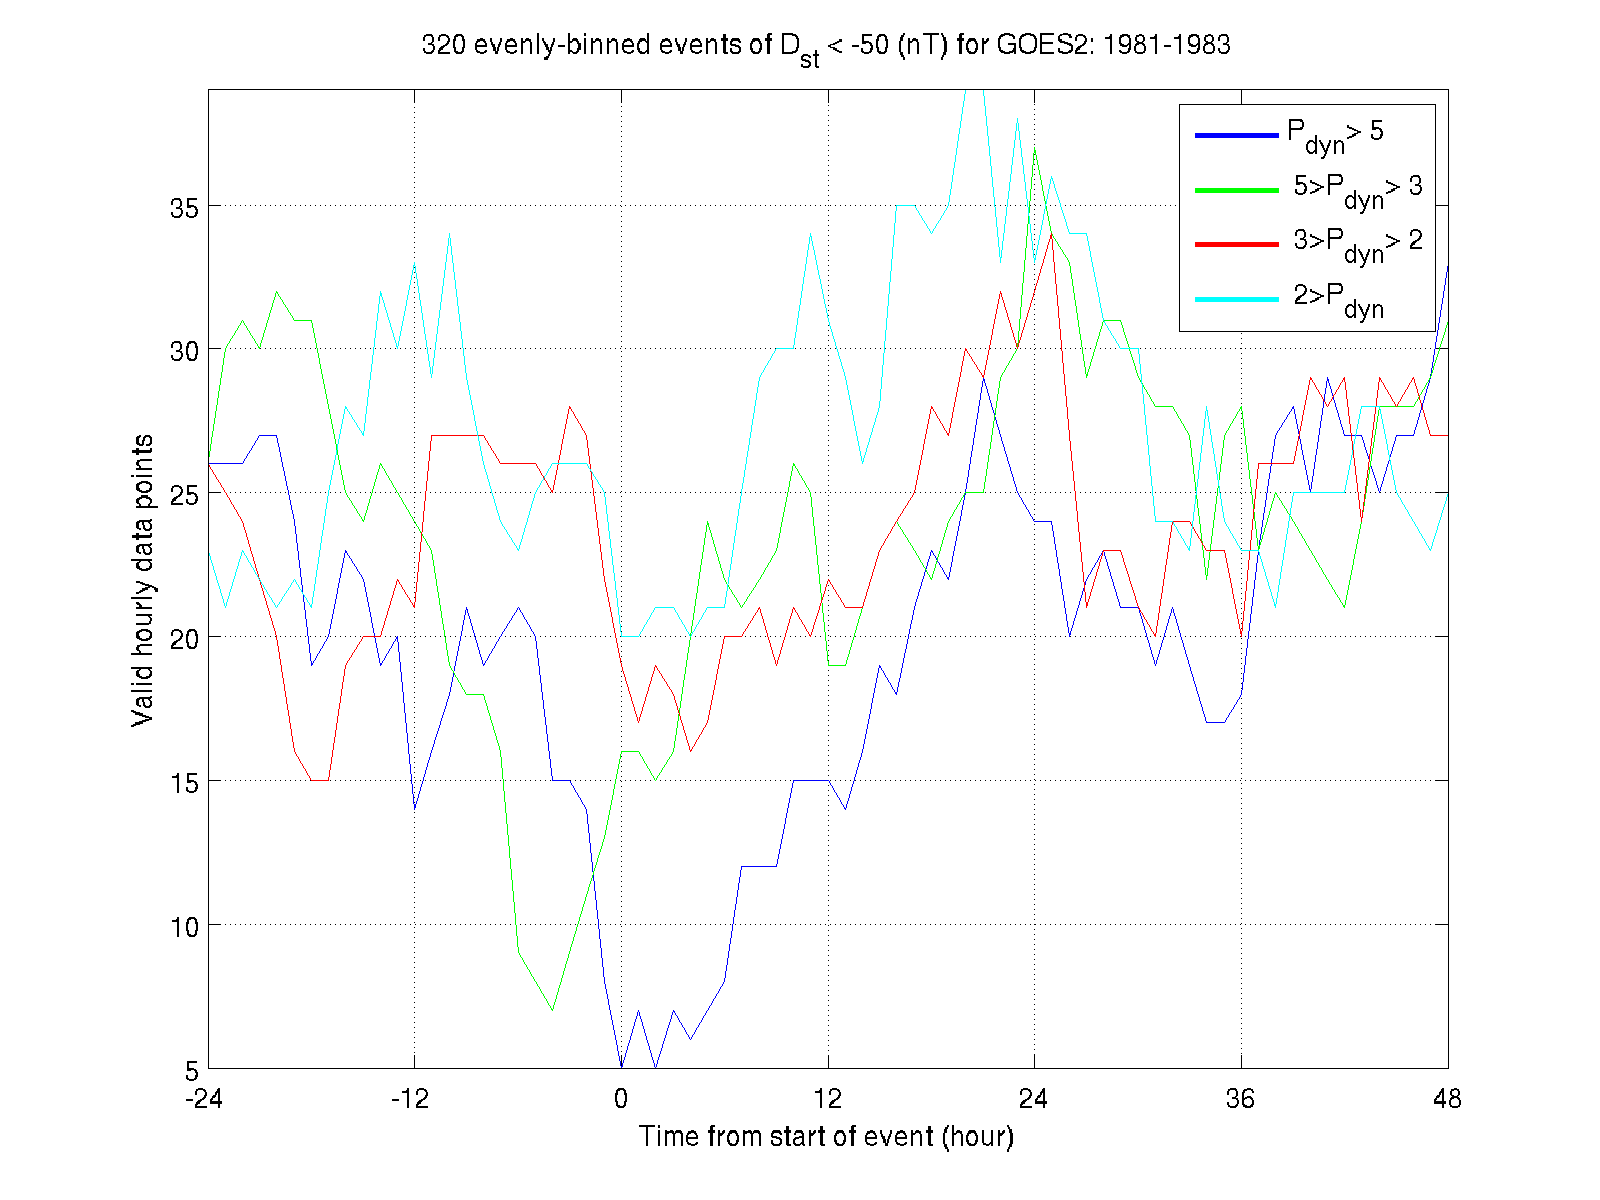 320 evenly-binned events of Dst < -50 (nT) for GOES2: 1981-1983
Pdyn> 5
5>Pdyn> 3
3>Pdyn> 2
2>Pdyn
Valid hourly data points
35
30
25
20
15
10
5
-24 -12 0 12 24 36 48
Time from start of event (hour)